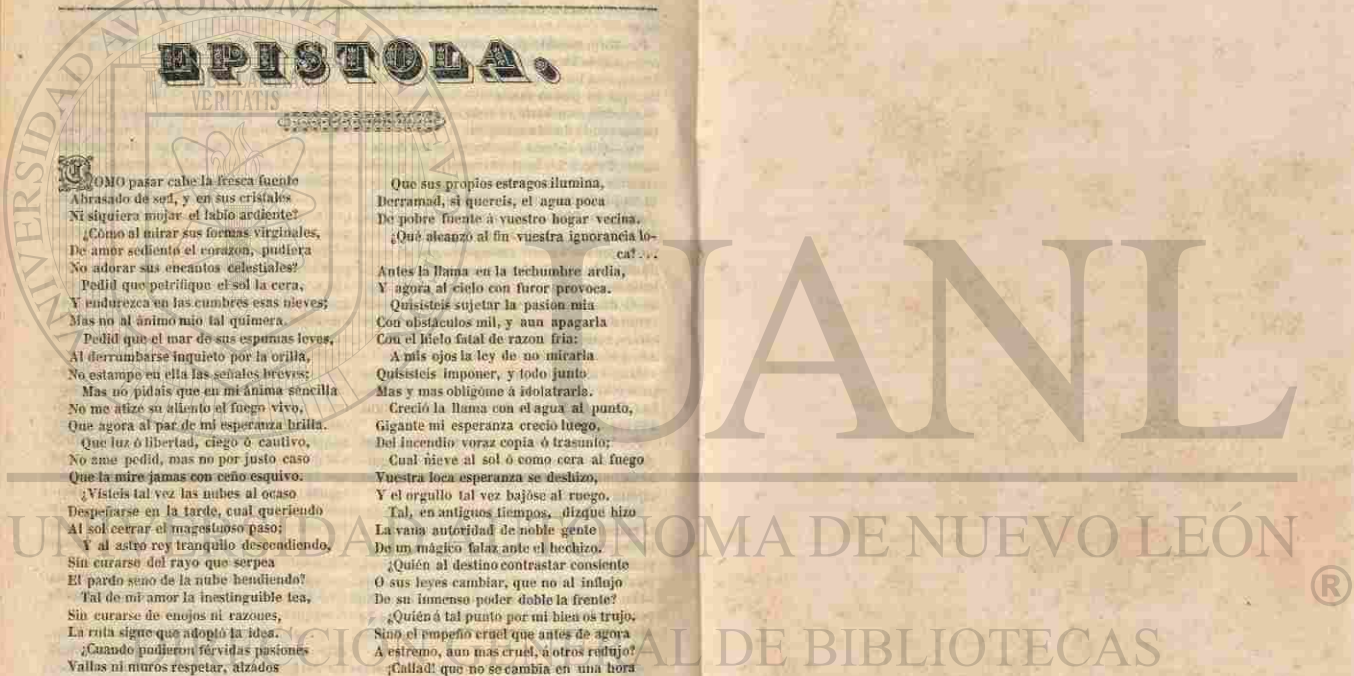 EPISTOLA.
COMO pasar cabe la fresca fuente
Abrasado de sed, y en sus cristales
Ni siquiera mojar el labio ardiente?
¿Cómo al mirar sus formas virginales,
De amor sediento el corazon, pudiera
No adorar sus encantos celestiales?
Pedid que petrifique el sol la cera,
Y endurezca en las cumbres esas nieves;
Mas no al ánimo mio tal quimera.
Pedid que el mar de sus espumas leves,
Al derrumbarse inquieto por la orilla,
No estampe en ella las señales breves;
Mas nó pidais que en mi ánima sencilla
No me atize su aliento el fuego vivo,
Que agora al par de mi esperanza brilla.
Que luz ó libertad, ciego ó cautivo,
No ame pedid, mas no por justo caso
Que la mire jamas con ceño esquivo.
¿Vísteis tal vez las nubes al ocaso
Despeñarse en la tarde, cual queriendo
Al sol cerrar el magestuoso paso;
Y al astro rey tranquilo descendiendo,
Sin curarse del rayo que serpea
El pardo seno de la nube hendiendo?
Tal de mi amor la inestinguible tea,
Sin curarse de enojos ni razones,
La ruta sigue que adoptó la idea.
¿Cuando pudieron férvidas pasiones
Vallas ni muros respetar, alzados
Que sus propios estragos ilumina,
Derramad, si quereis, el agua poca
De pobre fuente á vuestro hogar vecina.
¿Qué alcanzó al fin vuestra ignorancia lo-
ca?...
Antes la llama en la techumbre ardia,
Y agora al cielo con furor provoca.
Quisisteis sujetar la pasion mia
Con obstáculos mil, y aun apagarla
Con el hielo fatal de razon fria:
A mis ojos la ley de no mirarla
Quisisteis imponer, y todo junto
Mas y mas obligóme à idolatrarla.
Creció la llama con el agua al punto,
Gigante mi esperanza crecio luego,
Del incendio voraz copia ó trasunto;
Cual nieve al sol ó como cera al fuego
Vuestra loca esperanza se deshizo,
Y el orgullo tal vez bajóse al ruego.
Tal, en antiguos tiempos, dizque hizo
La vana autoridad de noble gente
De un mágico falaz ante el hechizo.
¿Quién al destino contrastar consiente
O sus leyes cambiar, que no al influjo
De su inmenso poder doble la frente?
¿Quién á tal punto por mi bien os trujo,
Sino el empeño cruel que antes de agora
A estremo, aun mas cruel, á otros redujo?
¡Callad! que no se cambia en una hora
UANL
UNIVERSIDAD AUTÓNOMA DE NUEVO LEÓN
®
DIRECCIÓN GENERAL DE BIBLIOTECAS
UNIVERSIDAD AUTONOMA DE NUEVO
VERITATIS